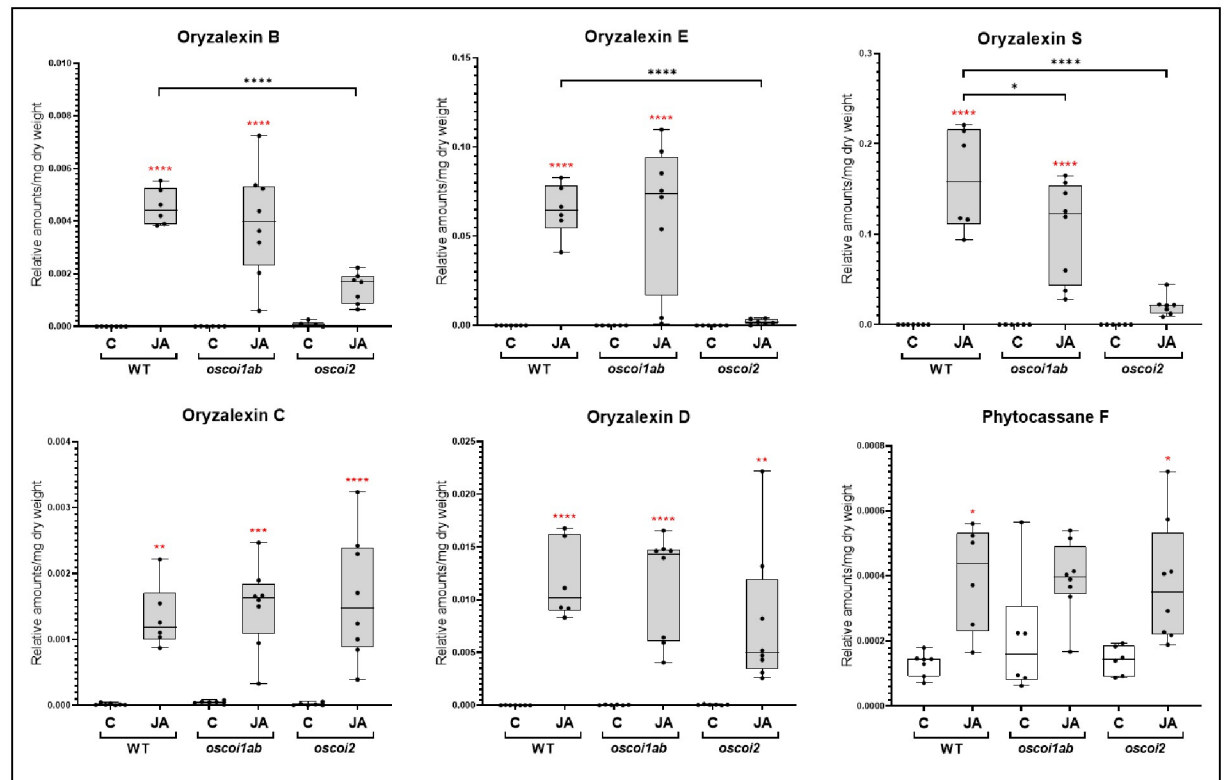 Oryzalexin B
Relative amounts/mg dry weight
0.010
0.008
0.006
0.004
0.002
0.000
****
****
****
C JA C JA C JA
WT oscoi1ab oscoi2
Oryzalexin E
Relative amounts/mg dry weight
0.15
0.10
0.05
0.00
****
****
****
C JA C JA C JA
WT oscoi1ab oscoi2
Oryzalexin S
Relative amounts/mg dry weight
0.3
0.2
0.1
0.0
****
*
****
****
C JA C JA C JA
WT oscoi1ab oscoi2
Oryzalexin C
Relative amounts/mg dry weight
0.004
0.003
0.002
0.001
0.000
**
***
****
C JA C JA C JA
WT oscoi1ab oscoi2
Oryzalexin D
Relative amounts/mg dry weight
0.025
0.020
0.015
0.010
0.005
0.000
****
****
**
C JA C JA C JA
WT oscoi1ab oscoi2
Phytocassane F
Relative amounts/mg dry weight
0.0008
0.0006
0.0004
0.0002
0.0000
*
*
C JA C JA C JA
WT oscoi1ab oscoi2